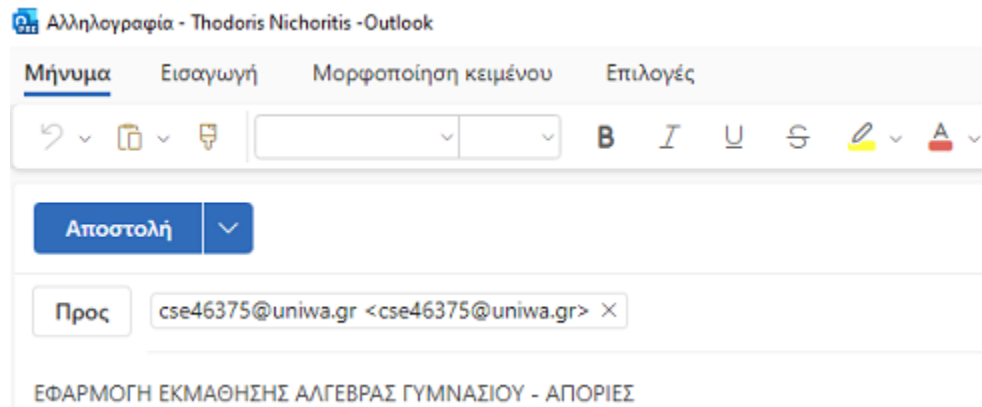 Αλληλογραφία - Thodoris Nichoritis -Outlook
Μήνυμα Εισαγωγή Μορφοποίηση κειμένου Επιλογές
B I U S A
Αποστολή
Προς cse46375@uniwa.gr <cse46375@uniwa.gr>
ΕΦΑΡΜΟΓΗ ΕΚΜΑΘΗΣΗΣ ΑΛΓΕΒΡΑΣ ΓΥΜΝΑΣΙΟΥ - ΑΠΟΡΙΕΣ